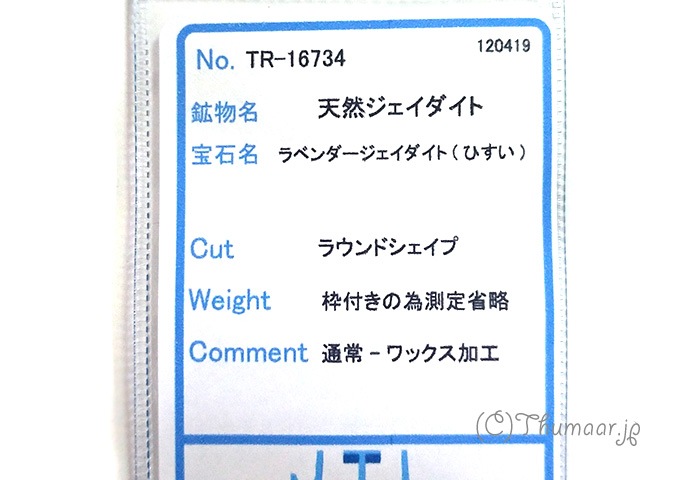 120419
No. TR-16734
鉱物名 天然ジェイダイト
宝石名 ラベンダージェイダイト(ひすい)
Cut ラウンドシェイプ
Weight 枠付きの為測定省略
Comment 通常-ワックス加工
(C)Thumaar.jp